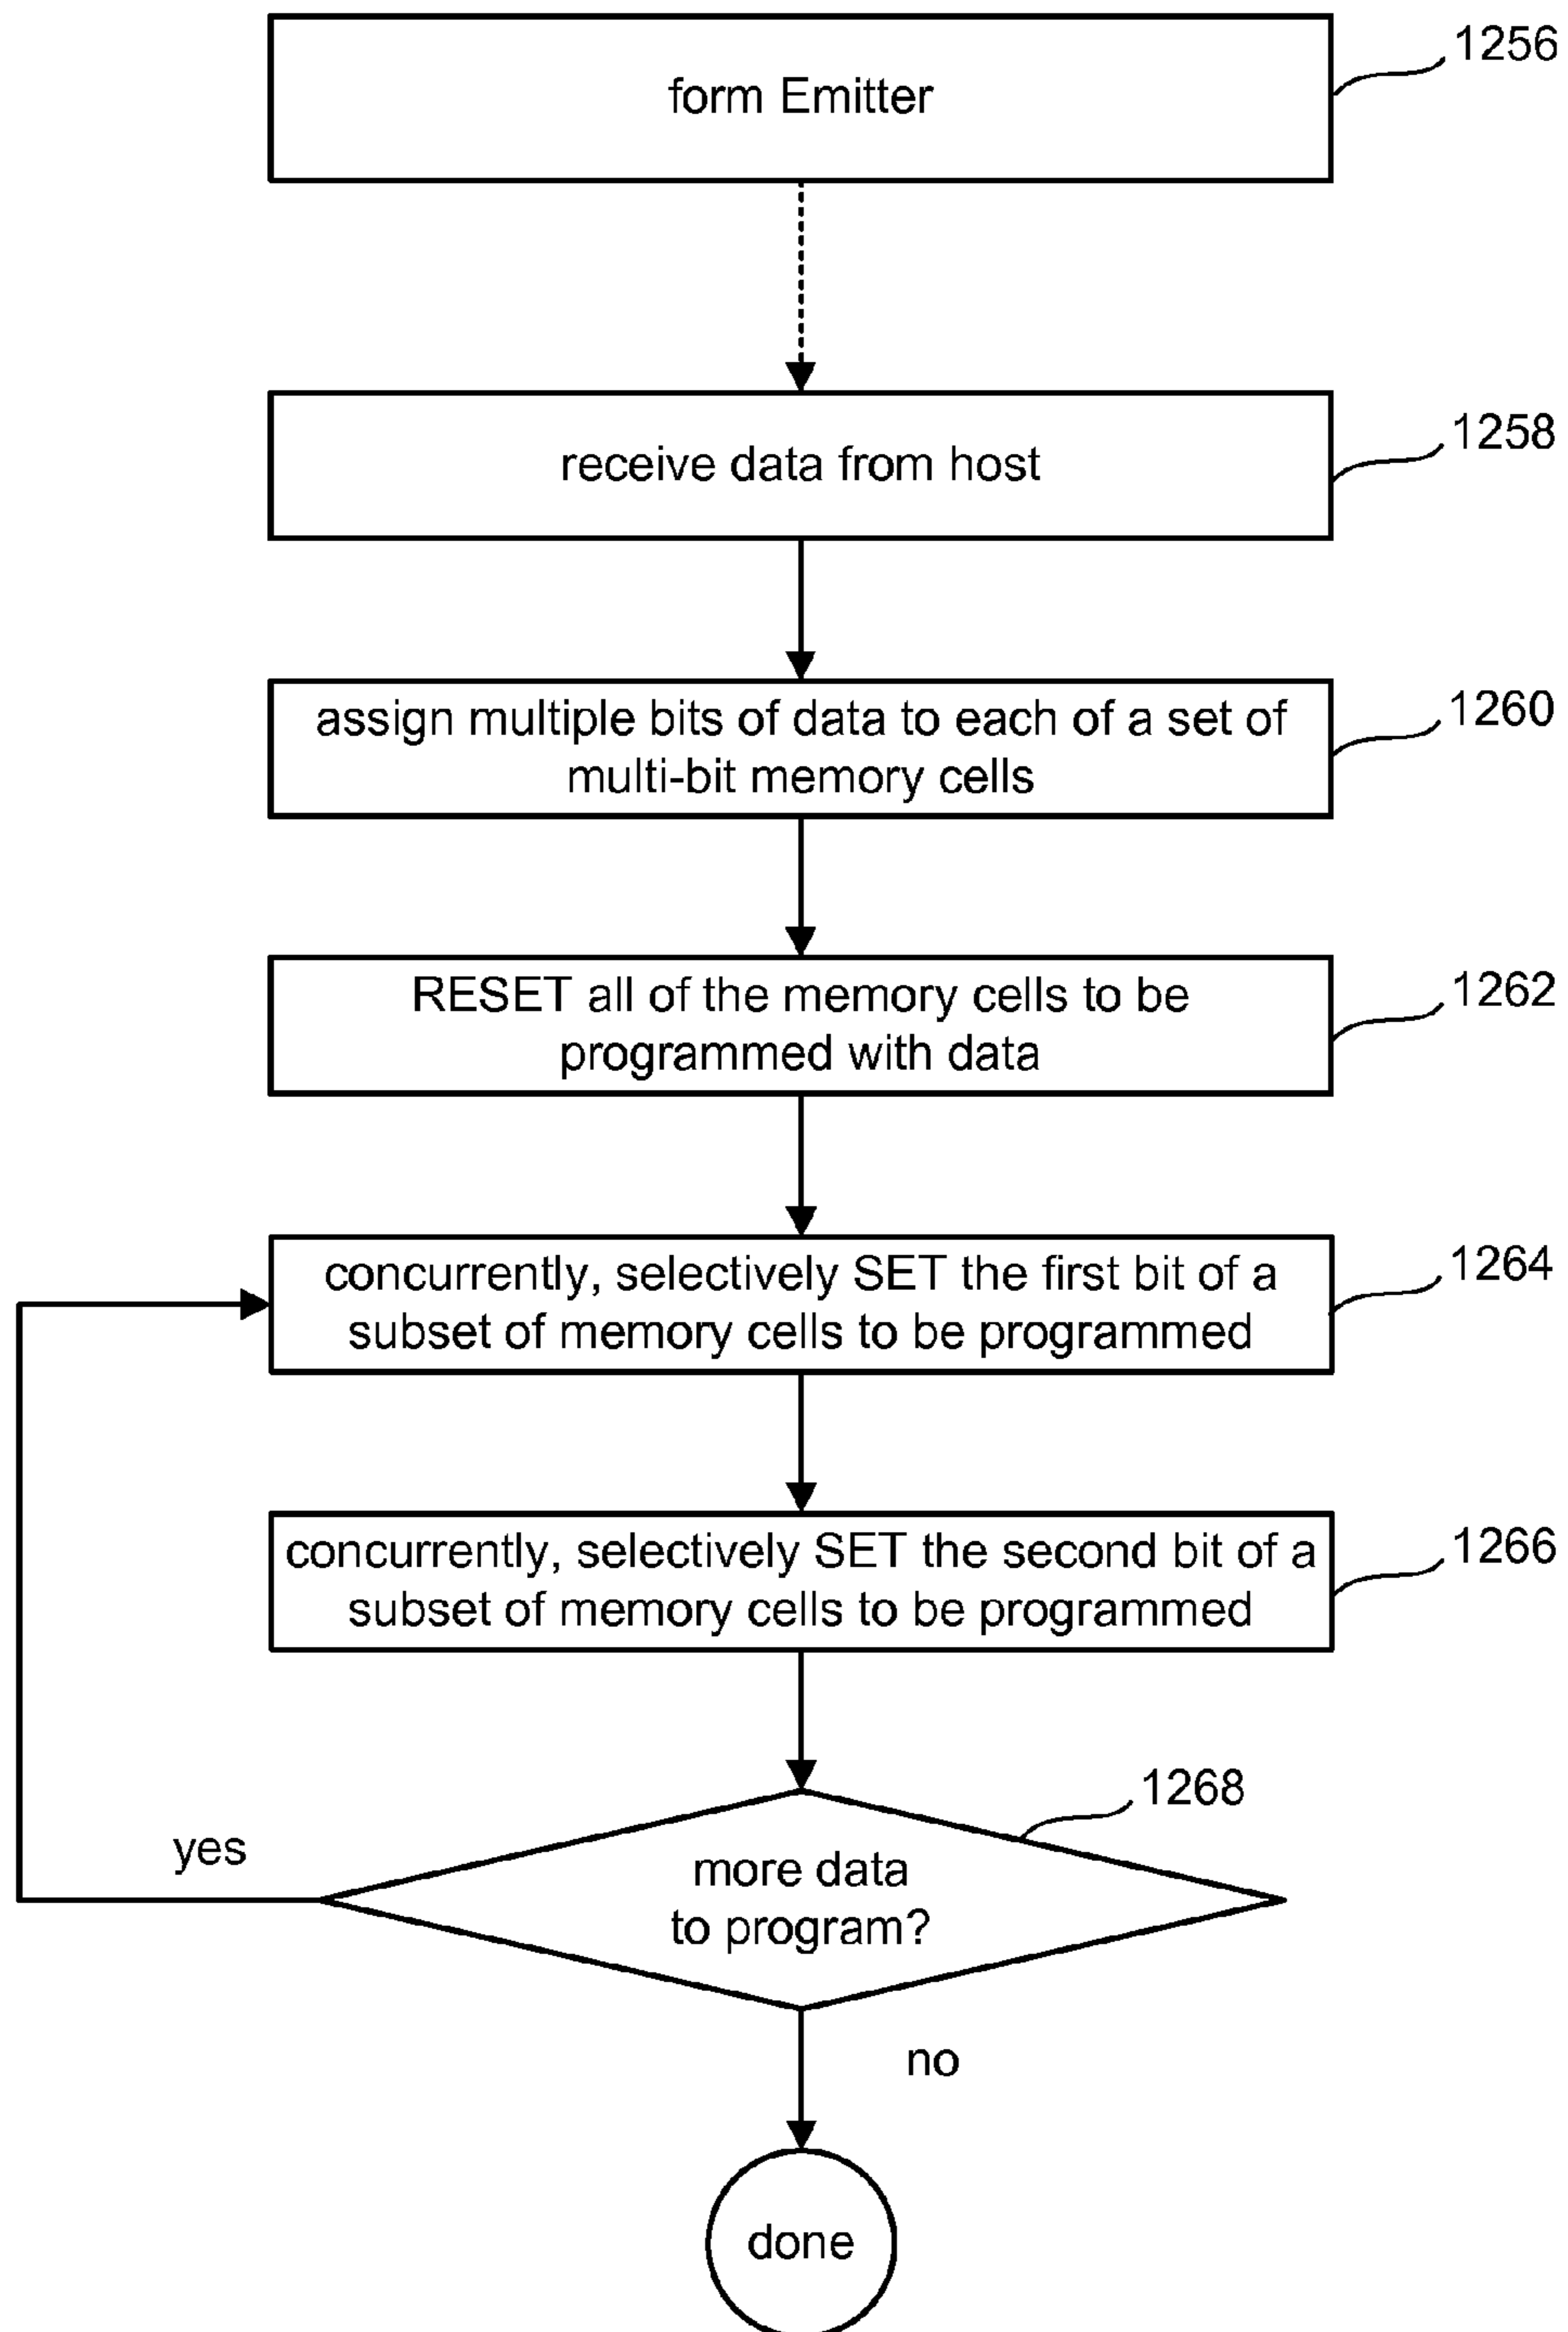 form Emitter
1256
receive data from host
1258
assign multiple bits of data to each of a set of
multi-bit memory cells
1260
RESET all of the memory cells to be
programmed with data
1262
concurrently, selectively SET the first bit of a
subset of memory cells to be programmed
1264
concurrently, selectively SET the second bit of a
subset of memory cells to be programmed
1266
1268
yes
more data
to program?
no
done